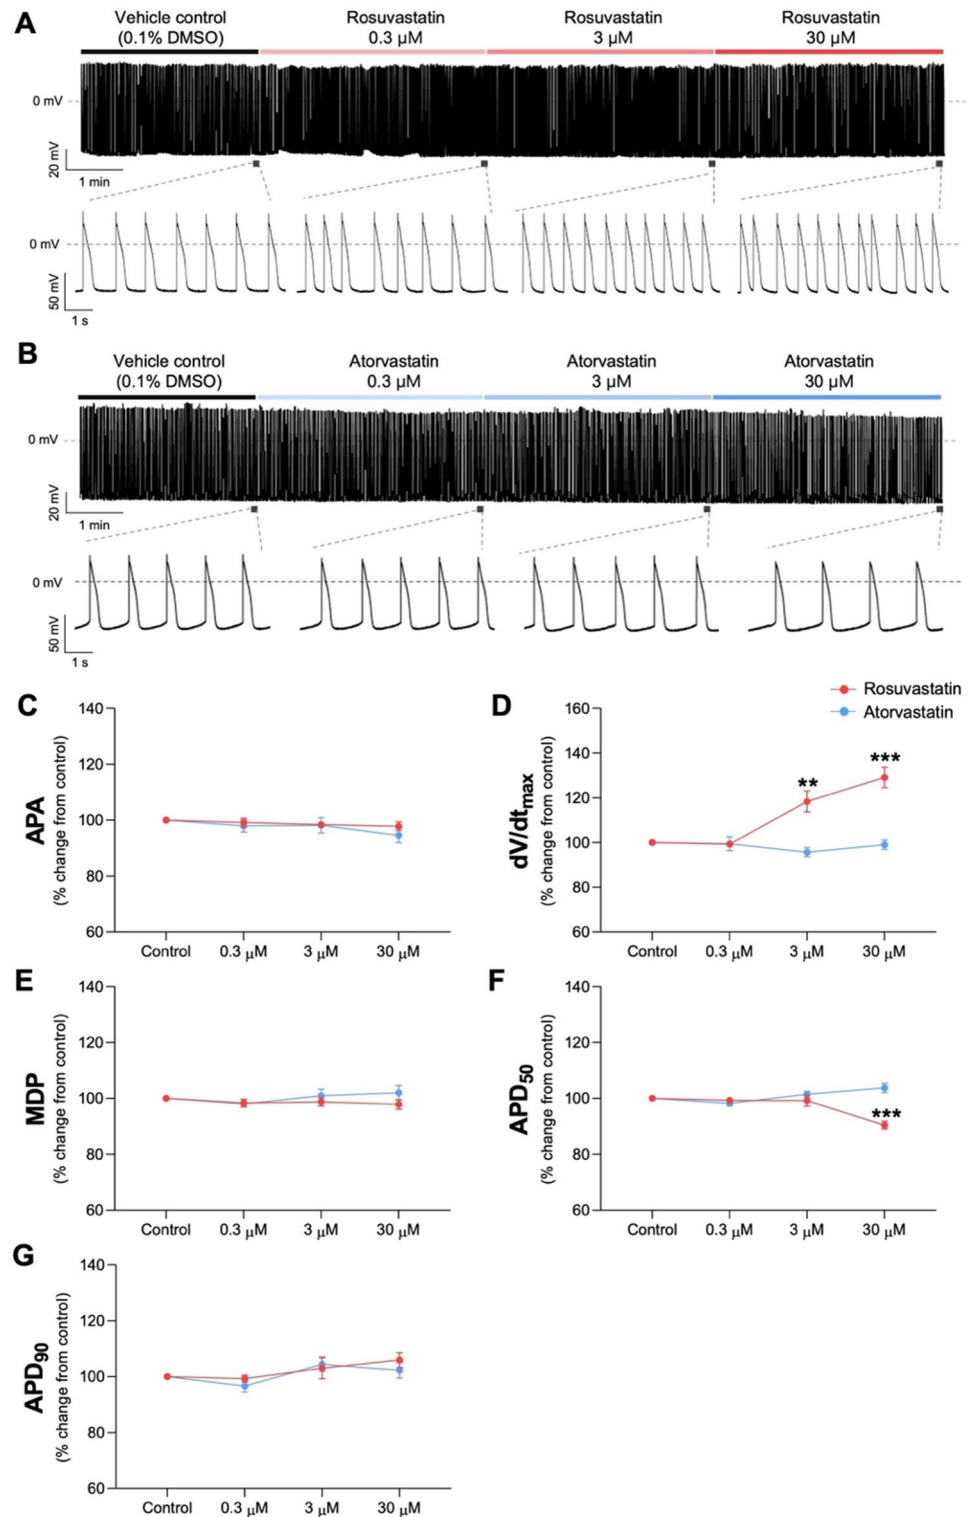 A
Vehicle control
(0.1% DMSO)
Rosuvastatin
0.3 µM
Rosuvastatin
3 µM
Rosuvastatin
30 µM
0 mV
20 mV
1 min
0 mV
50 mV
1 s
B
Vehicle control
(0.1% DMSO)
Atorvastatin
0.3 µM
Atorvastatin
3 µM
Atorvastatin
30 µM
0 mV
20 mV
1 min
0 mV
50 mV
1 s
Rosuvastatin
Atorvastatin
C
APA
(% change from control)
140
120
100
80
60
Control 0.3 µM 3 µM 30 µM
D
dV/dtmax
(% change from control)
160
140
120
100
80
60
** ***
Control 0.3 µM 3 µM 30 µM
E
MDP
(% change from control)
140
120
100
80
60
Control 0.3 µM 3 µM 30 µM
F
APD50
(% change from control)
140
120
100
80
60
***
Control 0.3 µM 3 µM 30 µM
G
APD90
(% change from control)
140
120
100
80
60
Control 0.3 µM 3 µM 30 µM